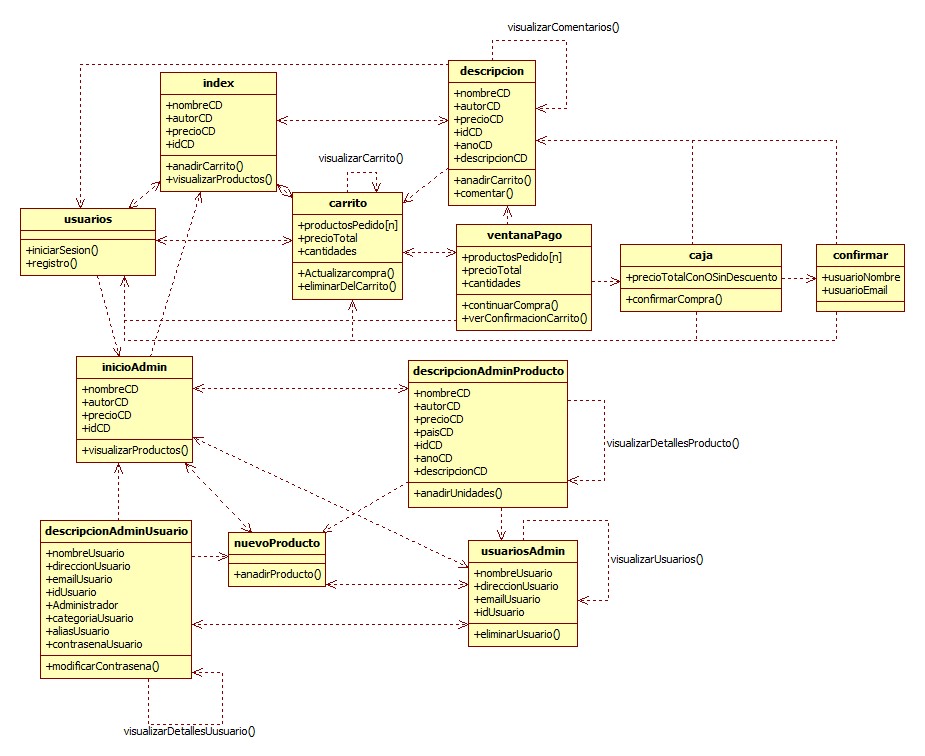 visualizarComentarios()
descripcion
+nombreCD
+autorCD
+precioCD
+idCD
+anoCD
+descripcionCD
+anadirCarrito()
+comentar()
index
+nombreCD
+autorCD
+precioCD
+idCD
+anadirCarrito()
+visualizarProductos()
visualizarCarrito()
carrito
+productosPedido[n]
+precioTotal
+cantidades
+Actualizarcompra()
+eliminarDelCarrito()
usuarios
+iniciarSesion()
+registro()
ventanaPago
+productosPedido[n]
+precioTotal
+cantidades
+continuarCompra()
+verConfirmacionCarrito()
caja
+precioTotalConOSinDescuento
+confirmarCompra()
confirmar
+usuarioNombre
+usuarioEmail
inicioAdmin
+nombreCD
+autorCD
+precioCD
+idCD
+visualizarProductos()
descripcionAdminProducto
+nombreCD
+autorCD
+precioCD
+paisCD
+idCD
+anoCD
+descripcionCD
+anadirUnidades()
visualizarDetallesProducto()
descripcionAdminUsuario
+nombreUsuario
+direccionUsuario
+emailUsuario
+idUsuario
+Administrador
+categoriaUsuario
+aliasUsuario
+contrasenaUsuario
+modificarContrasena()
nuevoProducto
+anadirProducto()
usuariosAdmin
+nombreUsuario
+direccionUsuario
+emailUsuario
+idUsuario
+eliminarUsuario()
visualizarUsuarios()
visualizarDetallesUusuario()